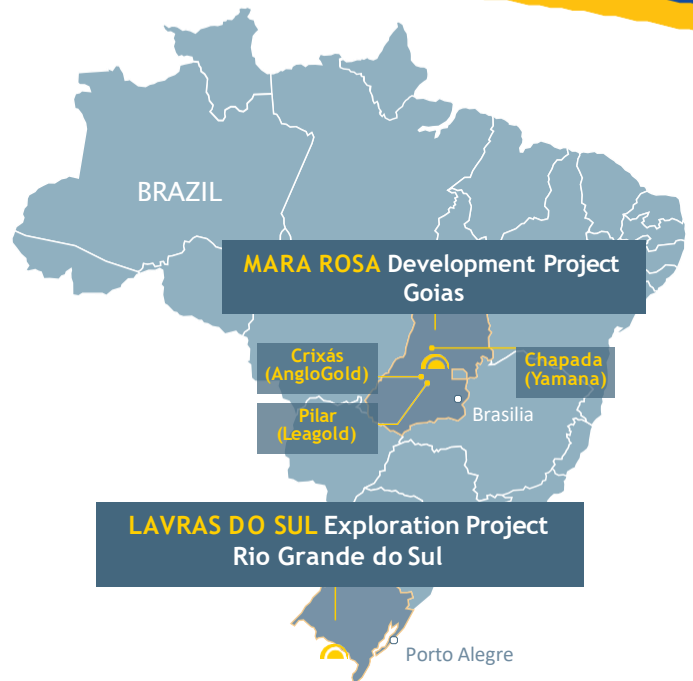 BRAZIL
MARA ROSA Development Project
Goias
Crixás
(AngloGold)
Chapada
(Yamana)
Pilar
(Leagold)
Brasilia
LAVRAS DO SUL Exploration Project
Rio Grande do Sul
Porto Alegre